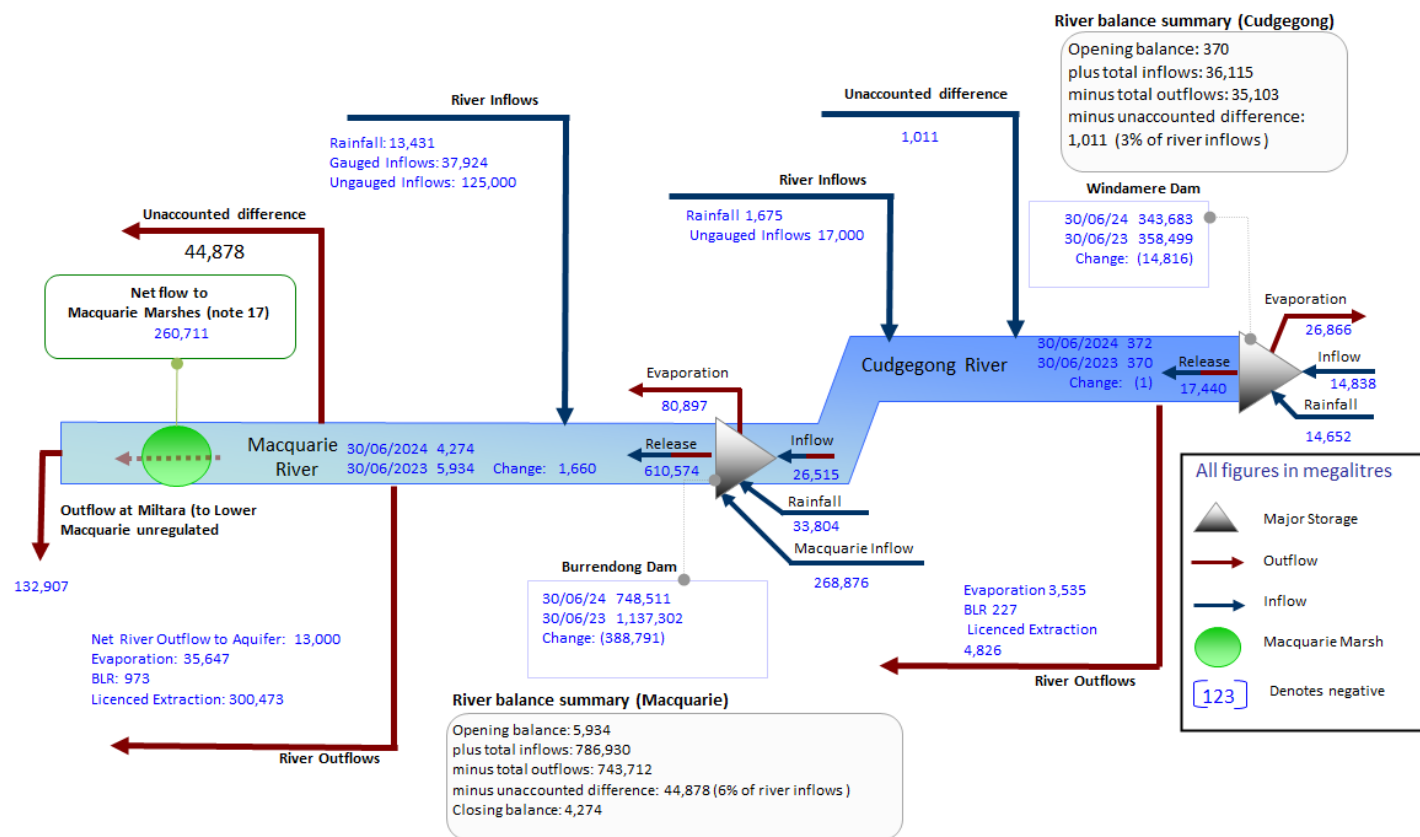 River balance summary (Cudgegong)
Opening balance: 370
plus total inflows: 36,115
minus total outflows: 35,103
minus unaccounted difference:
1,011 (3% of river inflows )
Unaccounted difference
1,011
River Inflows
Rainfall: 13,431
Gauged Inflows: 37,924
Ungauged Inflows: 125,000
River Inflows
Rainfall 1,675
Ungauged Inflows 17,000
Windamere Dam
30/06/24 343,683
30/06/23 358,499
Change: (14,816)
Unaccounted difference
44,878
Net flow to
Macquarie Marshes (note 17)
260,711
Evaporation
26,866
Inflow
14,838
Rainfall
14,652
Release
17,440
Cudgegong River
30/06/2024 372
30/06/2023 370
Change: (1)
Evaporation
80,897
Macquarie
River
30/06/2024 4,274
30/06/2023 5,934 Change: 1,660
Release
610,574
Inflow
26,515
Rainfall
33,804
Macquarie Inflow
268,876
Outflow at Miltara (to Lower
Macquarie unregulated
132,907
Burrendong Dam
30/06/24 748,511
30/06/23 1,137,302
Change: (388,791)
Net River Outflow to Aquifer: 13,000
Evaporation: 35,647
BLR: 973
Licenced Extraction: 300,473
River Outflows
Evaporation 3,535
BLR 227
Licenced Extraction
4,826
River Outflows
All figures in megalitres
Major Storage
Outflow
Inflow
Macquarie Marsh
[123] Denotes negative
River balance summary (Macquarie)
Opening balance: 5,934
plus total inflows: 786,930
minus total outflows: 743,712
minus unaccounted difference: 44,878 (6% of river inflows )
Closing balance: 4,274